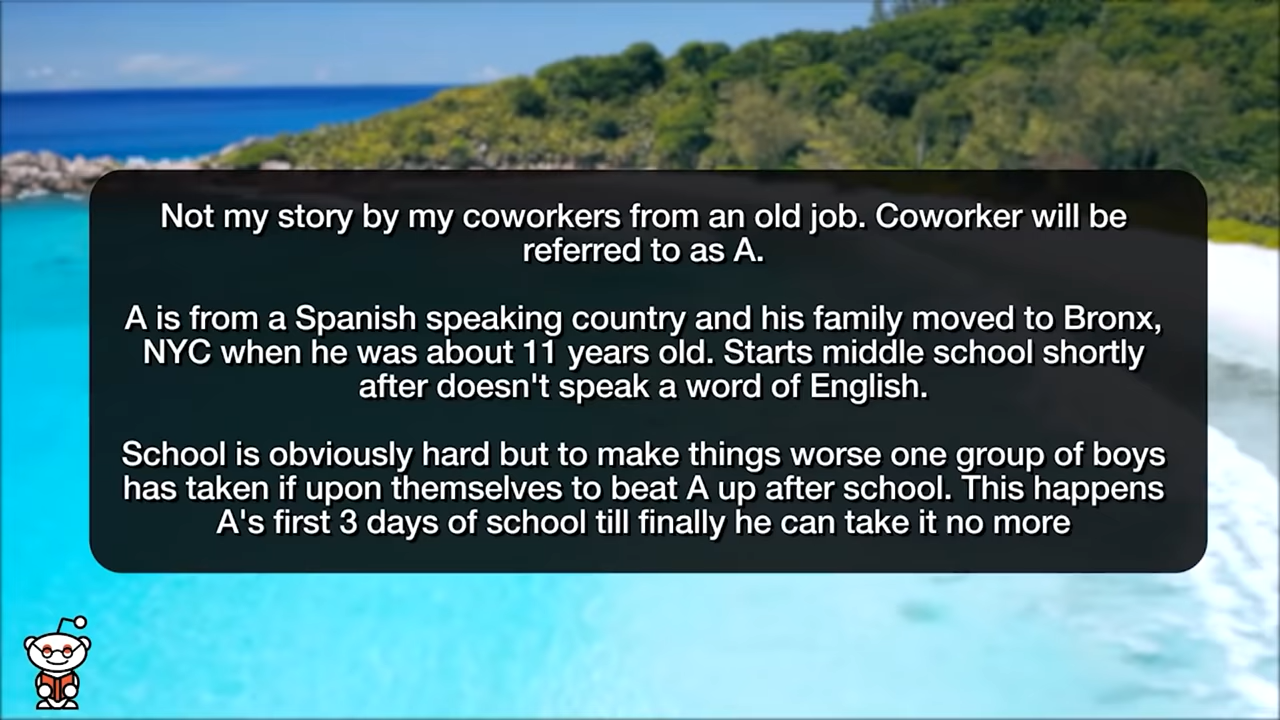 Not my story by my coworkers from an old job. Coworker will be
referred to as A.
A is from a Spanish speaking country and his family moved to Bronx,
NYC when he was about 11 years old. Starts middle school shortly
after doesn't speak a word of English.
School is obviously hard but to make things worse one group of boys
has taken if upon themselves to beat A up after school. This happens
A's first 3 days of school till finally he can take it no more